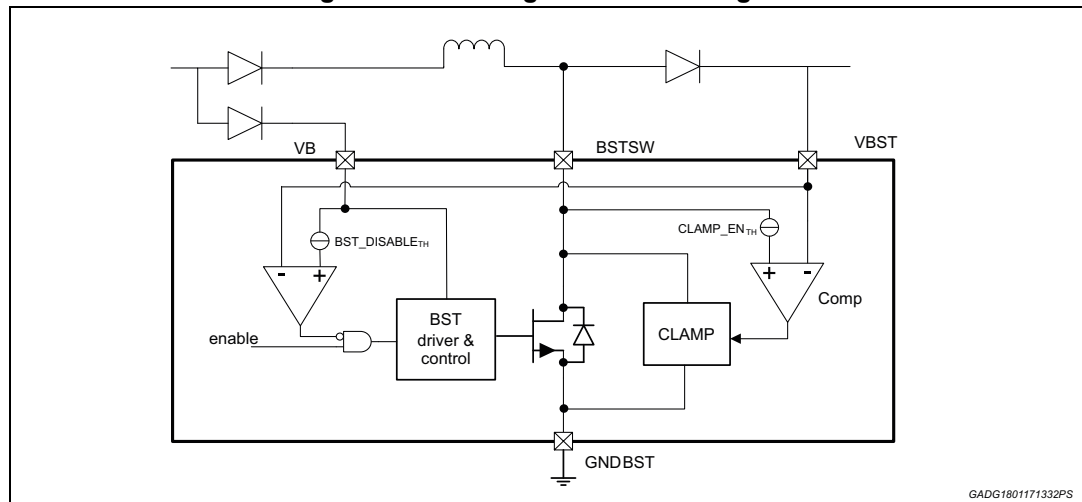 VB
BSTSW
VBST
BST_DISABLETH
CLAMP_ENTH
- +
+ -
Comp
enable
BST
driver &
control
CLAMP
GNDBST
GADG1801171332PS